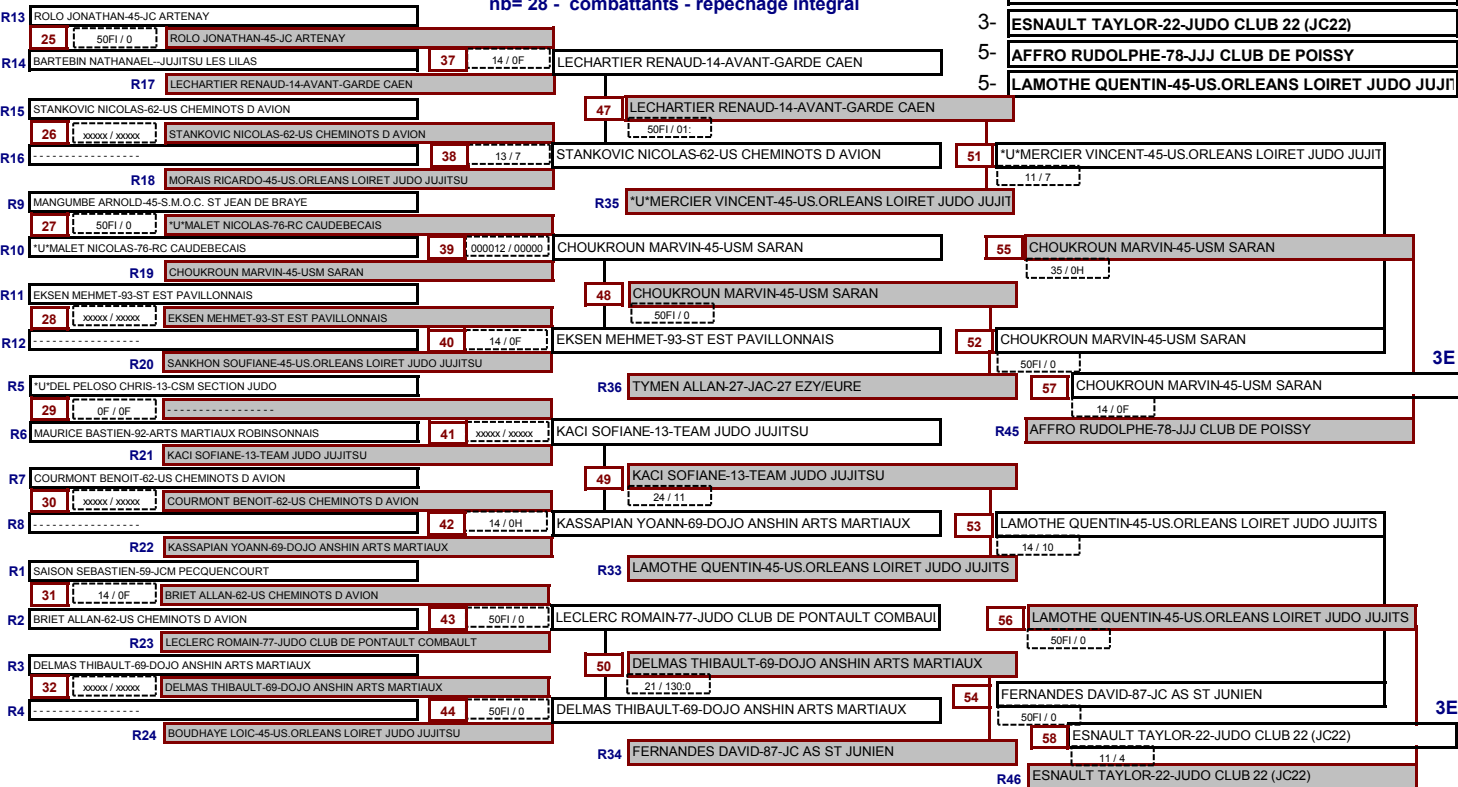 nb= 28 - combattants - repechage integral
3- ESNAULT TAYLOR-22-JUDO CLUB 22 (JC22)
5- AFFRO RUDOLPHE-78-JJJ CLUB DE POISSY
5- LAMOTHE QUENTIN-45-US.ORLEANS LOIRET JUDO JUJIT
R13 ROLO JONATHAN-45-JC ARTENAY
25 50FI / 0 ROLO JONATHAN-45-JC ARTENAY
R14 BARTEBIN NATHANAEL--JUJITSU LES LILAS
37 14 / 0F LECHARTIER RENAUD-14-AVANT-GARDE CAEN
R17 LECHARTIER RENAUD-14-AVANT-GARDE CAEN
R15 STANKOVIC NICOLAS-62-US CHEMINOTS D AVION
47 LECHARTIER RENAUD-14-AVANT-GARDE CAEN
50FI / 01:
26 xxxxx / xxxxx STANKOVIC NICOLAS-62-US CHEMINOTS D AVION
R16 - - - - - - - - - - - - - - - -
38 13 / 7 STANKOVIC NICOLAS-62-US CHEMINOTS D AVION
51 *U*MERCIER VINCENT-45-US.ORLEANS LOIRET JUDO JUJIT
11 / 7
R18 MORAIS RICARDO-45-US.ORLEANS LOIRET JUDO JUJITSU
R9 MANGUMBE ARNOLD-45-S.M.O.C. ST JEAN DE BRAYE
R35 *U*MERCIER VINCENT-45-US.ORLEANS LOIRET JUDO JUJIT
27 50FI / 0 *U*MALET NICOLAS-76-RC CAUDEBECAIS
R10 *U*MALET NICOLAS-76-RC CAUDEBECAIS
39 000012 / 00000 CHOUKROUN MARVIN-45-USM SARAN
55 CHOUKROUN MARVIN-45-USM SARAN
35 / 0H
R19 CHOUKROUN MARVIN-45-USM SARAN
R11 EKSEN MEHMET-93-ST EST PAVILLONNAIS
48 CHOUKROUN MARVIN-45-USM SARAN
50FI / 0
28 xxxxx / xxxxx EKSEN MEHMET-93-ST EST PAVILLONNAIS
R12 - - - - - - - - - - - - - - - -
40 14 / 0F EKSEN MEHMET-93-ST EST PAVILLONNAIS
52 CHOUKROUN MARVIN-45-USM SARAN
50FI / 0
3E
R20 SANKHON SOUFIANE-45-US.ORLEANS LOIRET JUDO JUJITSU
R5 *U*DEL PELOSO CHRIS-13-CSM SECTION JUDO
R36 TYMEN ALLAN-27-JAC-27 EZY/EURE
57 CHOUKROUN MARVIN-45-USM SARAN
14 / 0F
29 0F / 0F - - - - - - - - - - - - - - - -
R6 MAURICE BASTIEN-92-ARTS MARTIAUX ROBINSONNAIS
41 xxxxx / xxxxx KACI SOFIANE-13-TEAM JUDO JUJITSU
R45 AFFRO RUDOLPHE-78-JJJ CLUB DE POISSY
R21 KACI SOFIANE-13-TEAM JUDO JUJITSU
R7 COURMONT BENOIT-62-US CHEMINOTS D AVION
49 KACI SOFIANE-13-TEAM JUDO JUJITSU
24 / 11
30 xxxxx / xxxxx COURMONT BENOIT-62-US CHEMINOTS D AVION
R8 - - - - - - - - - - - - - - - -
42 14 / 0H KASSAPIAN YOANN-69-DOJO ANSHIN ARTS MARTIAUX
53 LAMOTHE QUENTIN-45-US.ORLEANS LOIRET JUDO JUJITS
14 / 10
R22 KASSAPIAN YOANN-69-DOJO ANSHIN ARTS MARTIAUX
R1 SAISON SEBASTIEN-59-JCM PECQUENCOURT
R33 LAMOTHE QUENTIN-45-US.ORLEANS LOIRET JUDO JUJITS
31 14 / 0F BRIET ALLAN-62-US CHEMINOTS D AVION
R2 BRIET ALLAN-62-US CHEMINOTS D AVION
43 50FI / 0 LECLERC ROMAIN-77-JUDO CLUB DE PONTAULT COMBAUL
56 LAMOTHE QUENTIN-45-US.ORLEANS LOIRET JUDO JUJITS
50FI / 0
R23 LECLERC ROMAIN-77-JUDO CLUB DE PONTAULT COMBAULT
R3 DELMAS THIBAULT-69-DOJO ANSHIN ARTS MARTIAUX
50 DELMAS THIBAULT-69-DOJO ANSHIN ARTS MARTIAUX
21 / 130:0
32 xxxxx / xxxxx DELMAS THIBAULT-69-DOJO ANSHIN ARTS MARTIAUX
R4 - - - - - - - - - - - - - - - -
44 50FI / 0 DELMAS THIBAULT-69-DOJO ANSHIN ARTS MARTIAUX
54 FERNANDES DAVID-87-JC AS ST JUNIEN
50FI / 0
3E
R24 BOUDHAYE LOIC-45-US.ORLEANS LOIRET JUDO JUJITSU
R34 FERNANDES DAVID-87-JC AS ST JUNIEN
58 ESNAULT TAYLOR-22-JUDO CLUB 22 (JC22)
11 / 4
R46 ESNAULT TAYLOR-22-JUDO CLUB 22 (JC22)